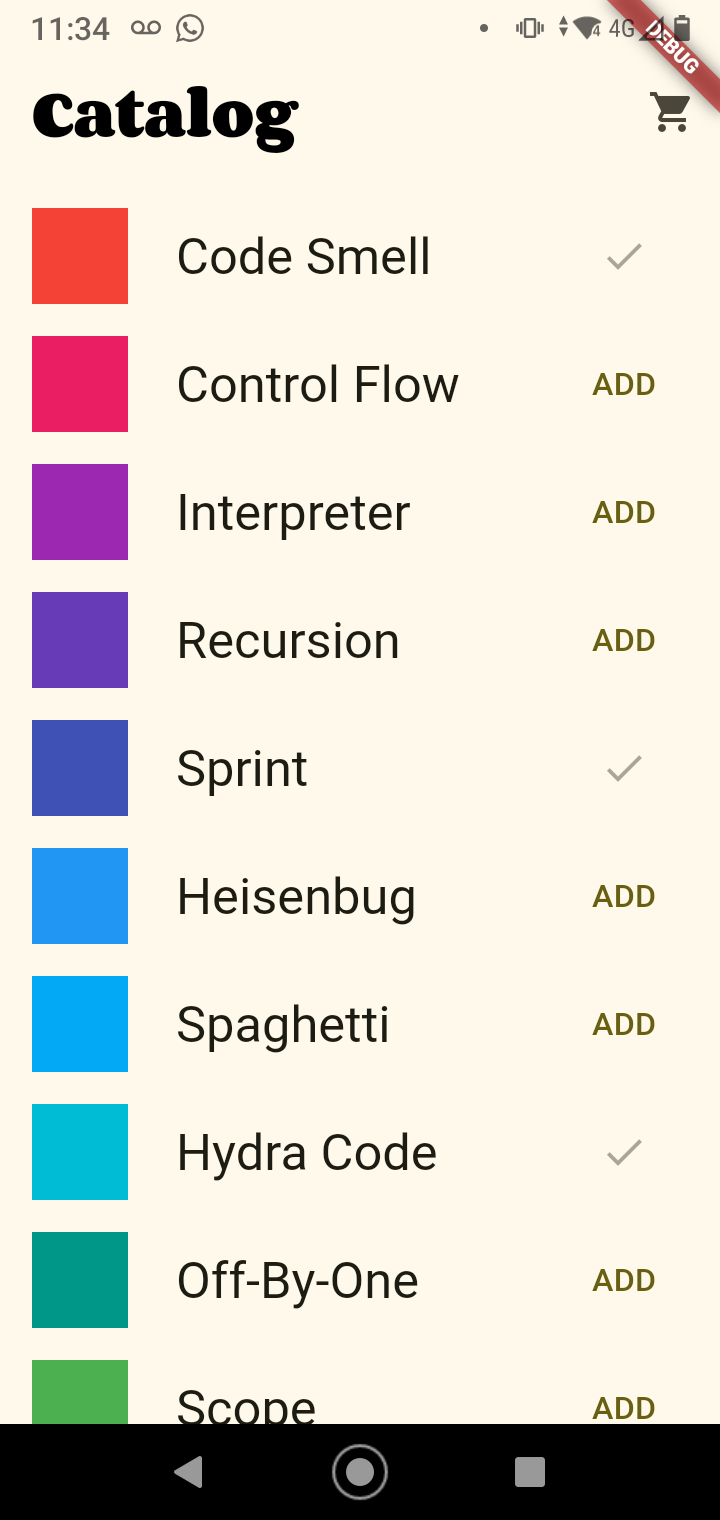 11:34
4
4G
DEBUG
Catalog
Code Smell
Control Flow ADD
Interpreter ADD
Recursion ADD
Sprint
Heisenbug ADD
Spaghetti ADD
Hydra Code
Off-By-One ADD
Scope ADD